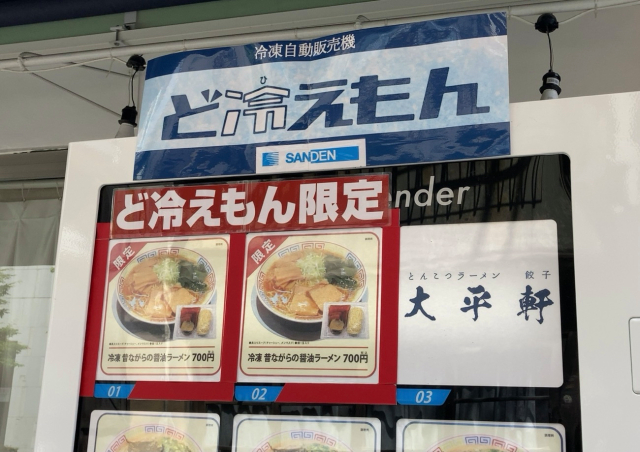 冷凍自動販売機
ど冷えもん
ひ
SANDEN
ど冷えもん限定
nder
限定
限定
冷凍 昔ながらの醤油ラーメン 700円
冷凍 昔ながらの醤油ラーメン 700円
とんこつラーメン 餃子
大平軒
01
02
03